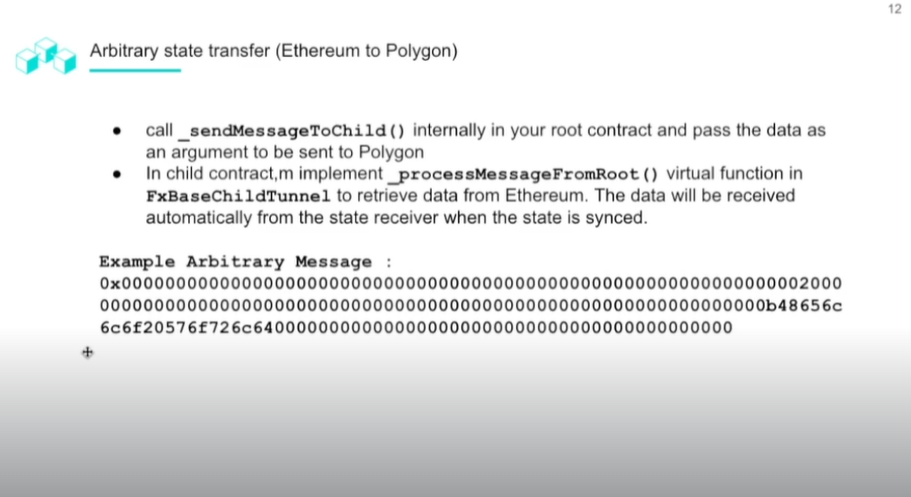 12
Arbitrary state transfer (Ethereum to Polygon)
• call _sendMessageToChild() internally in your root contract and pass the data as
an argument to be sent to Polygon
• In child contract,m implement _processMessageFromRoot() virtual function in
FxBaseChildTunnel to retrieve data from Ethereum. The data will be received
automatically from the state receiver when the state is synced.
Example Arbitrary Message :
0x000000000000000000000000000000000000000000000000000000000000002000
0000000000000000000000000000000000000000000000000000000000000b48656c
6c6f20576f726c64000000000000000000000000000000000000000000